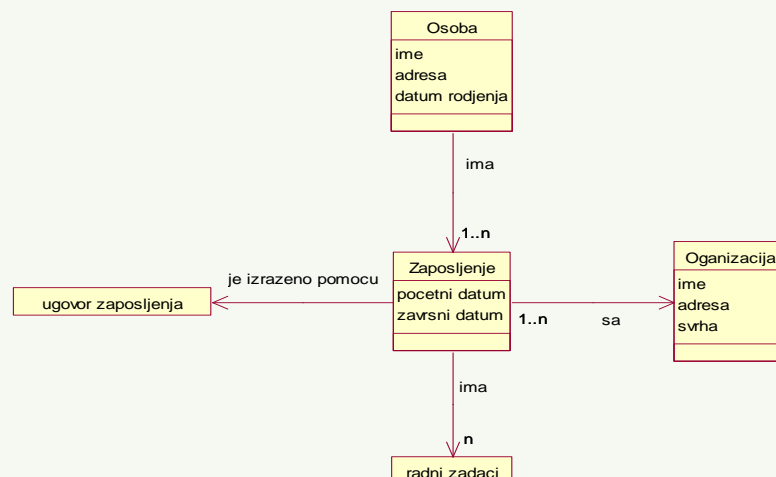 Osoba
ime
adresa
datum rodjenja
ima
1..n
je izrazeno pomocu
ugovor zaposljenja
Zaposljenje
pocetni datum
zavrsni datum
1..n
sa
Oganizacija
ime
adresa
svrha
ima
n
radni zadaci